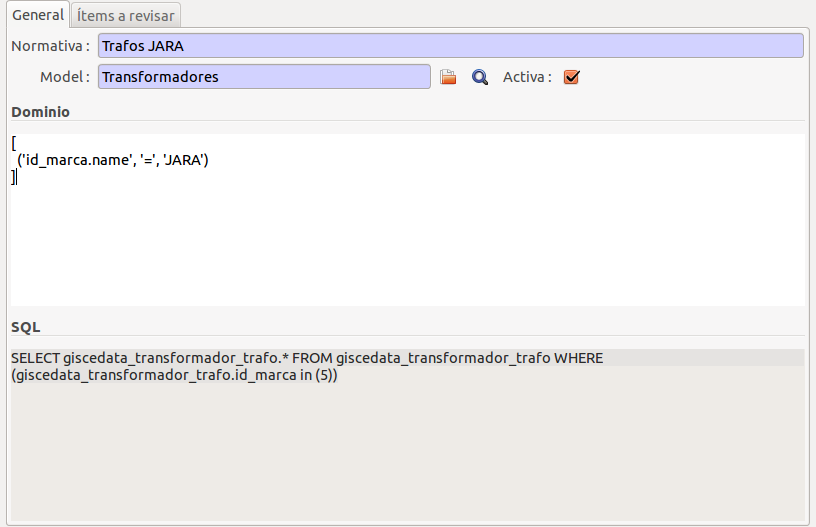 General Ítems a revisar
Normativa : Trafos JARA
Model : Transformadores Activa :
Dominio
[
('id_marca.name', '=', 'JARA')
]
SQL
SELECT giscedata_transformador_trafo.* FROM giscedata_transformador_trafo WHERE
(giscedata_transformador_trafo.id_marca in (5))